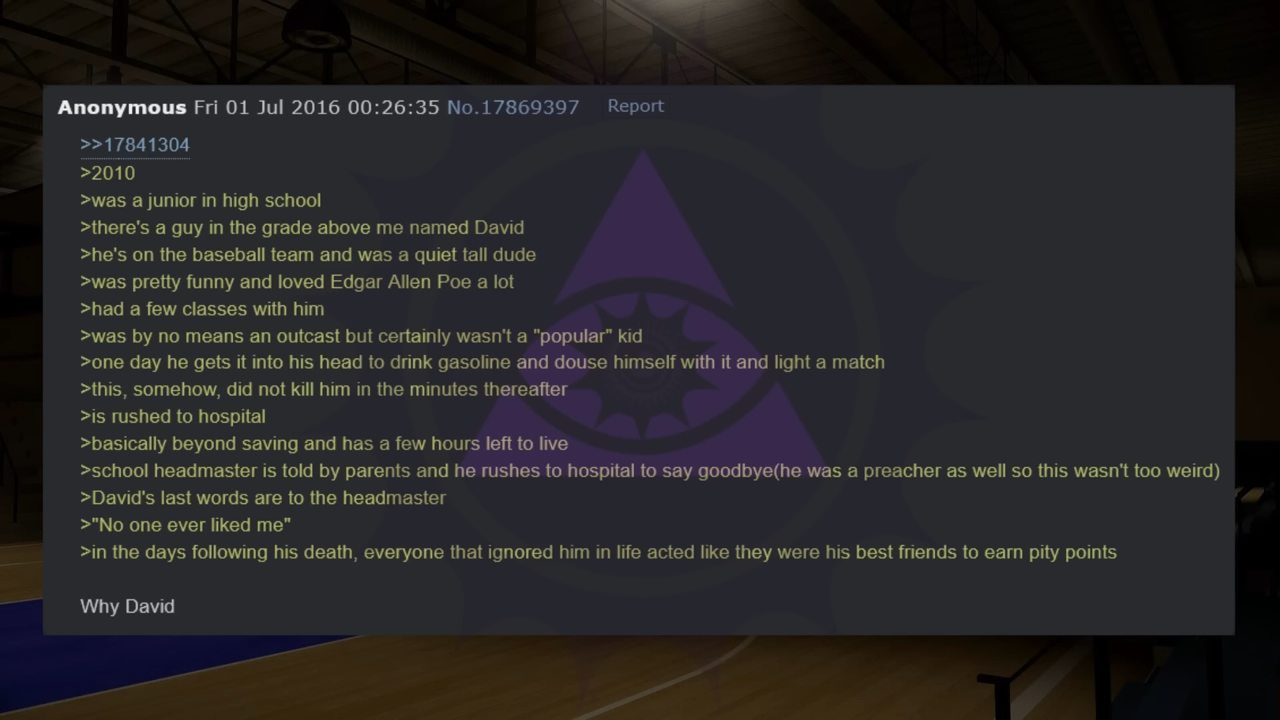 Anonymous Fri 01 Jul 2016 00:26:35 No.17869397 Report
>>17841304
>2010
>was a junior in high school
>there's a guy in the grade above me named David
>he's on the baseball team and was a quiet tall dude
>was pretty funny and loved Edgar Allen Poe a lot
>had a few classes with him
>was by no means an outcast but certainly wasn't a "popular" kid
>one day he gets it into his head to drink gasoline and douse himself with it and light a match
>this, somehow, did not kill him in the minutes thereafter
>is rushed to hospital
>basically beyond saving and has a few hours left to live
>school headmaster is told by parents and he rushes to hospital to say goodbye(he was a preacher as well so this wasn't too weird)
>David's last words are to the headmaster
>"No one ever liked me"
>in the days following his death, everyone that ignored him in life acted like they were his best friends to earn pity points
Why David